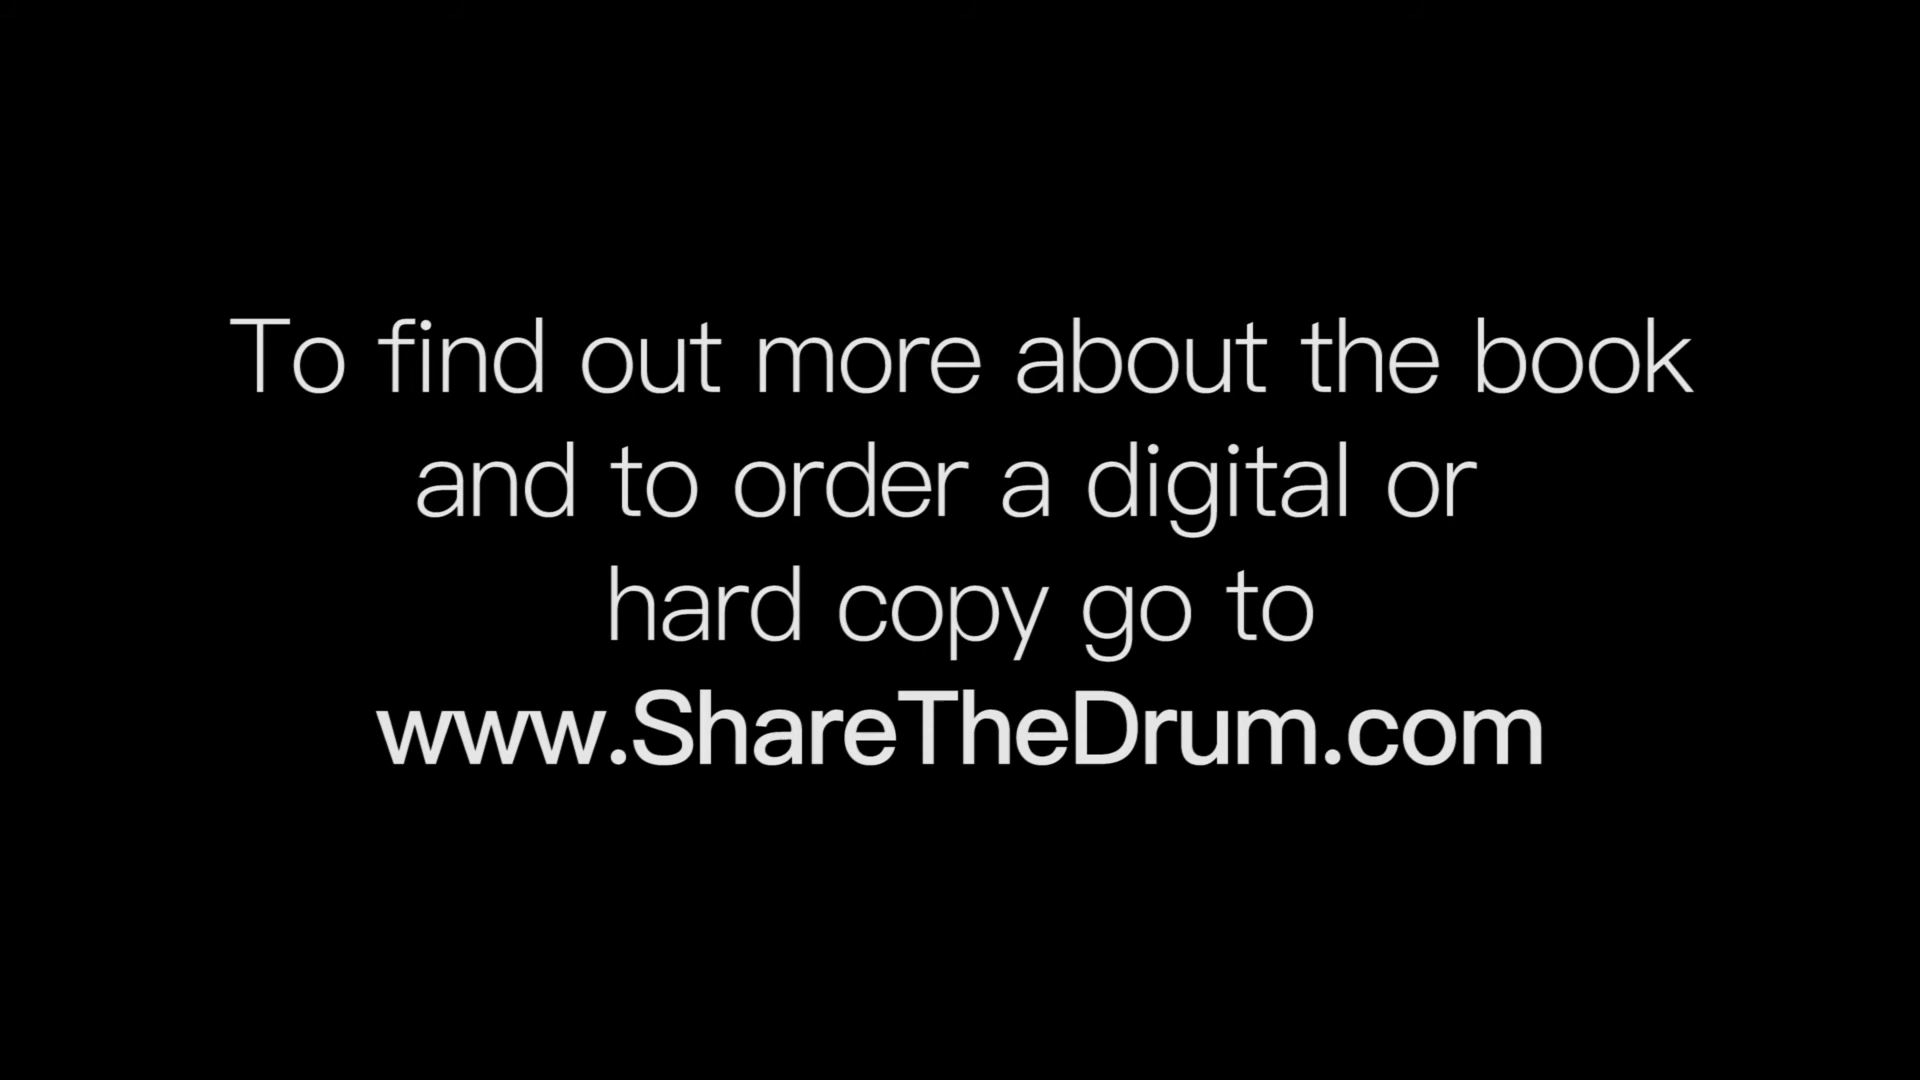 To find out more about the book
and to order a digital or
hard copy go to
www.ShareTheDrum.com